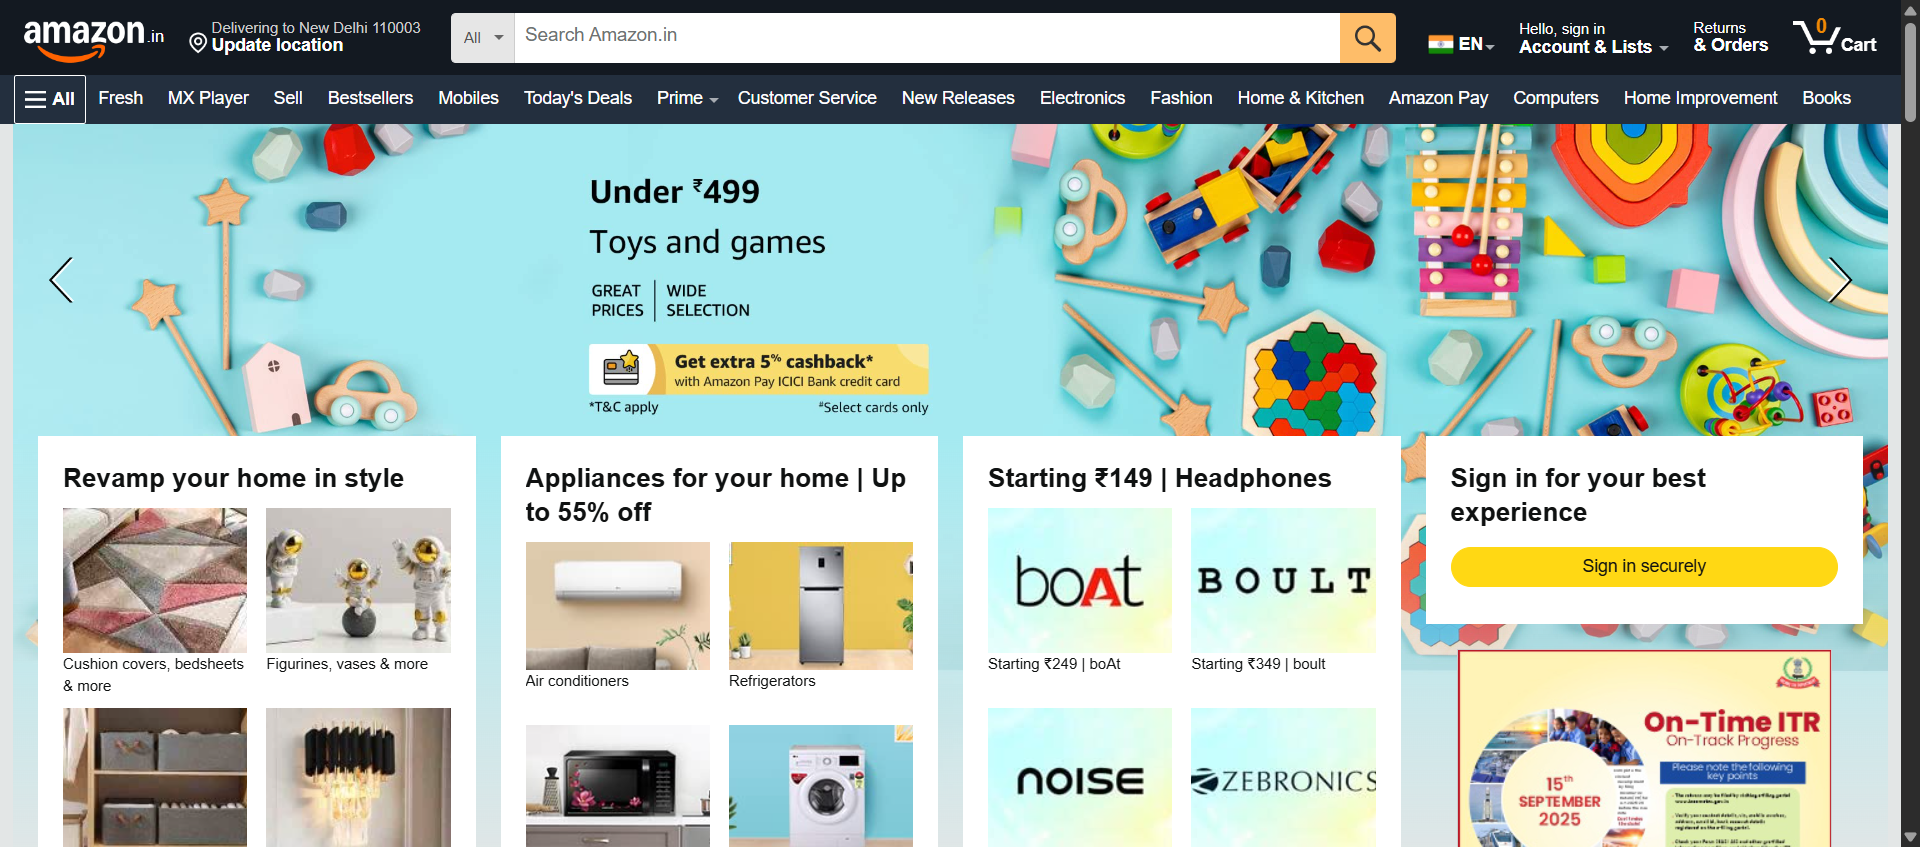 amazon.in
Delivering to New Delhi 110003
Update location
All
Search Amazon.in
EN
Hello, sign in
Account & Lists
Returns
& Orders
0
Cart
All
Fresh
MX Player
Sell
Bestsellers
Mobiles
Today's Deals
Prime
Customer Service
New Releases
Electronics
Fashion
Home & Kitchen
Amazon Pay
Computers
Home Improvement
Books
Under ₹499
Toys and games
GREAT PRICES
WIDE SELECTION
Get extra 5% cashback*
with Amazon Pay ICICI Bank credit card
*T&C apply
#Select cards only
Revamp your home in style
Cushion covers, bedsheets
& more
Figurines, vases & more
Appliances for your home | Up
to 55% off
Air conditioners
Refrigerators
Starting ₹149 | Headphones
boAt
BOULT
Starting ₹249 | boAt
Starting ₹349 | boult
noise
ZEBRONICS
Sign in for your best
experience
Sign in securely
On-Time ITR
On-Track Progress
Please note the following
key points
15th
SEPTEMBER
2025